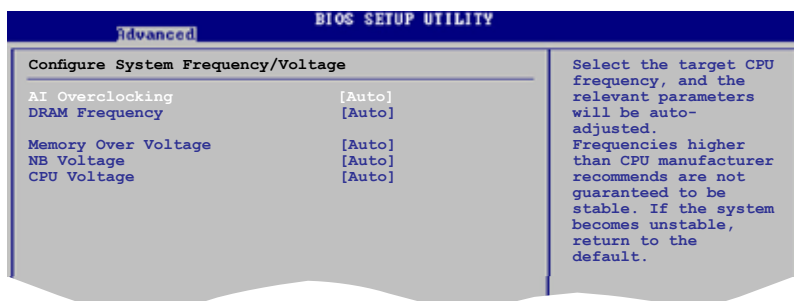 BIOS SETUP UTILITY
Advanced
Configure System Frequency/Voltage
AI Overclocking [Auto]
DRAM Frequency [Auto]
Memory Over Voltage [Auto]
NB Voltage [Auto]
CPU Voltage [Auto]
Select the target CPU
frequency, and the
relevant parameters
will be auto-
adjusted.
Frequencies higher
than CPU manufacturer
recommends are not
guaranteed to be
stable. If the system
becomes unstable,
return to the
default.